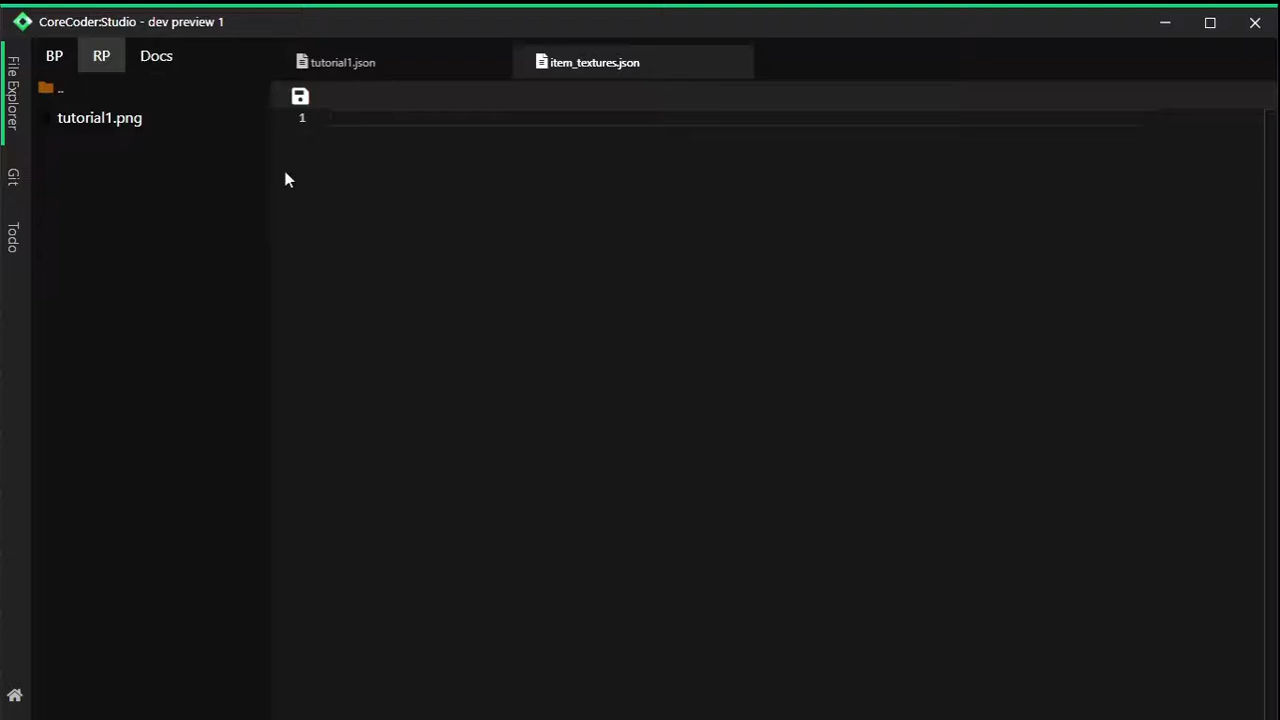 CoreCoder:Studio - dev preview 1
BP RP Docs
tutorial1.json
item_textures.json
File Explorer
Git
Todo
..
tutorial1.png
1